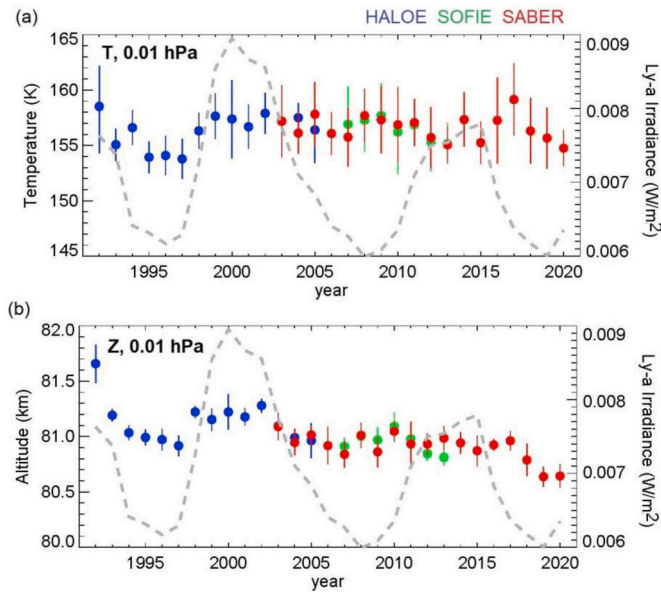 (a)
HALOE SOFIE SABER
T, 0.01 hPa
Temperature (K)
165
160
155
150
145
Ly-a Irradiance (W/m2)
0.009
0.008
0.007
0.006
1995 2000 2005 2010 2015 2020
year
(b)
Z, 0.01 hPa
Altitude (km)
82.0
81.5
81.0
80.5
80.0
Ly-a Irradiance (W/m2)
0.009
0.008
0.007
0.006
1995 2000 2005 2010 2015 2020
year